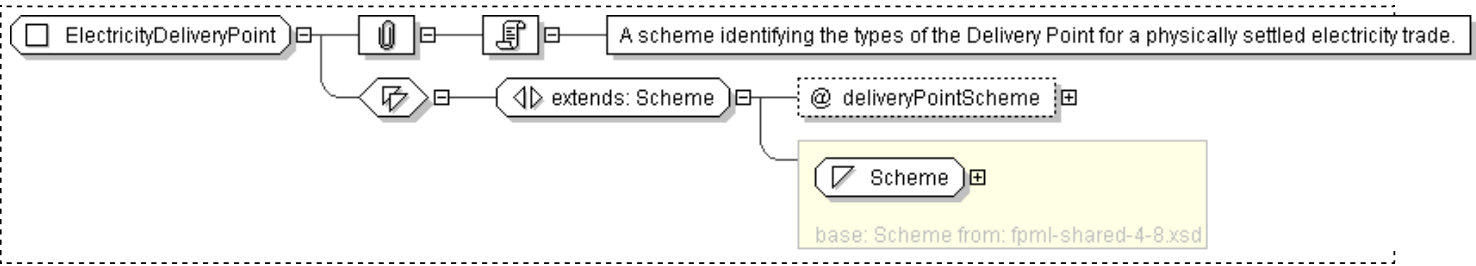 ElectricityDeliveryPoint
A scheme identifying the types of the Delivery Point for a physically settled electricity trade.
extends: Scheme
@ deliveryPointScheme
Scheme
base: Scheme from: fpml-shared-4-8.xsd